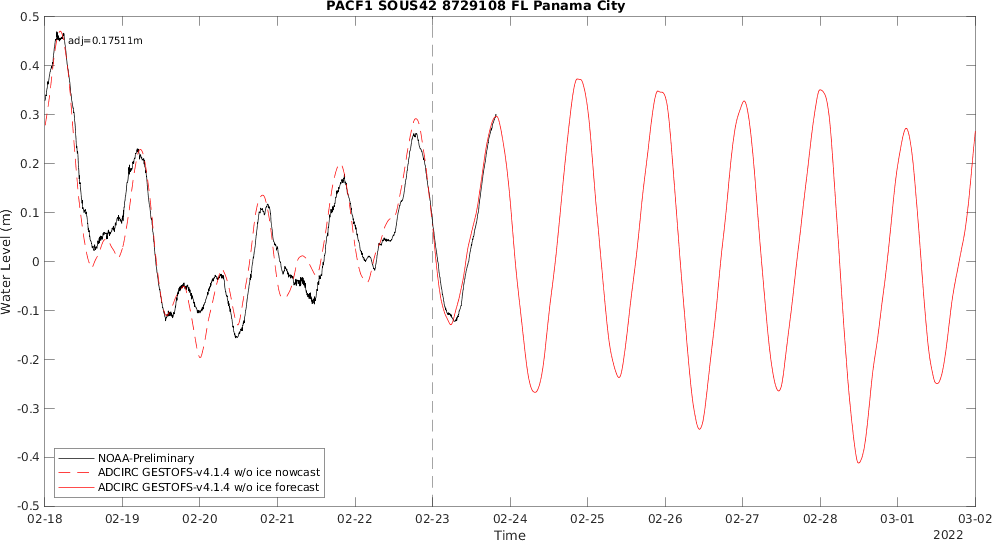 PACF1 SOUS42 8729108 FL Panama City
adj=0.17511m
0.5
0.4
0.3
0.2
0.1
0
-0.1
-0.2
-0.3
-0.4
-0.5
Water Level (m)
NOAA-Preliminary
ADCIRC GESTOFS-v4.1.4 w/o ice nowcast
ADCIRC GESTOFS-v4.1.4 w/o ice forecast
02-18 02-19 02-20 02-21 02-22 02-23 02-24 02-25 02-26 02-27 02-28 03-01 03-02
Time
2022